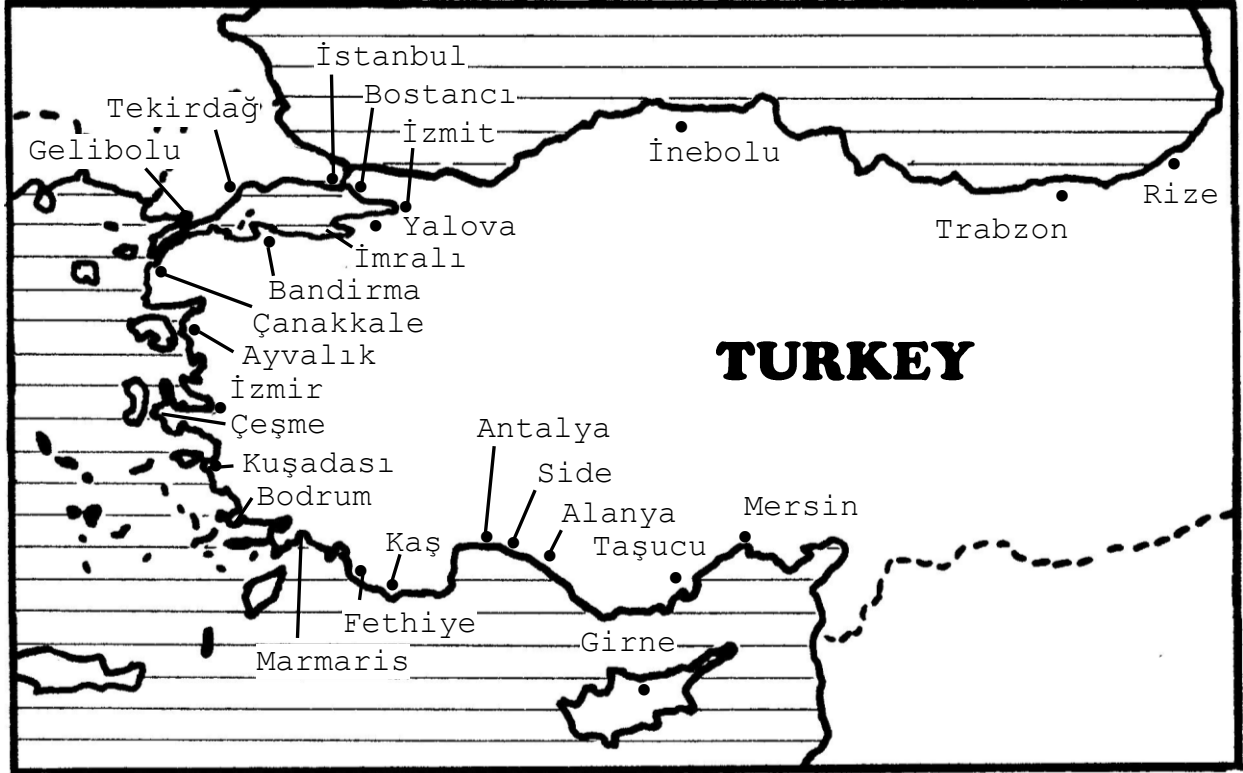 İstanbul
Bostancı
Tekirdağ
İzmit
Gelibolu
İnebolu
Rize
Yalova
Trabzon
İmralı
Bandirma
Çanakkale
Ayvalık
TURKEY
İzmir
Çeşme
Antalya
Kuşadası
Side
Bodrum
Mersin
Alanya
Kaş
Taşucu
Fethiye
Girne
Marmaris